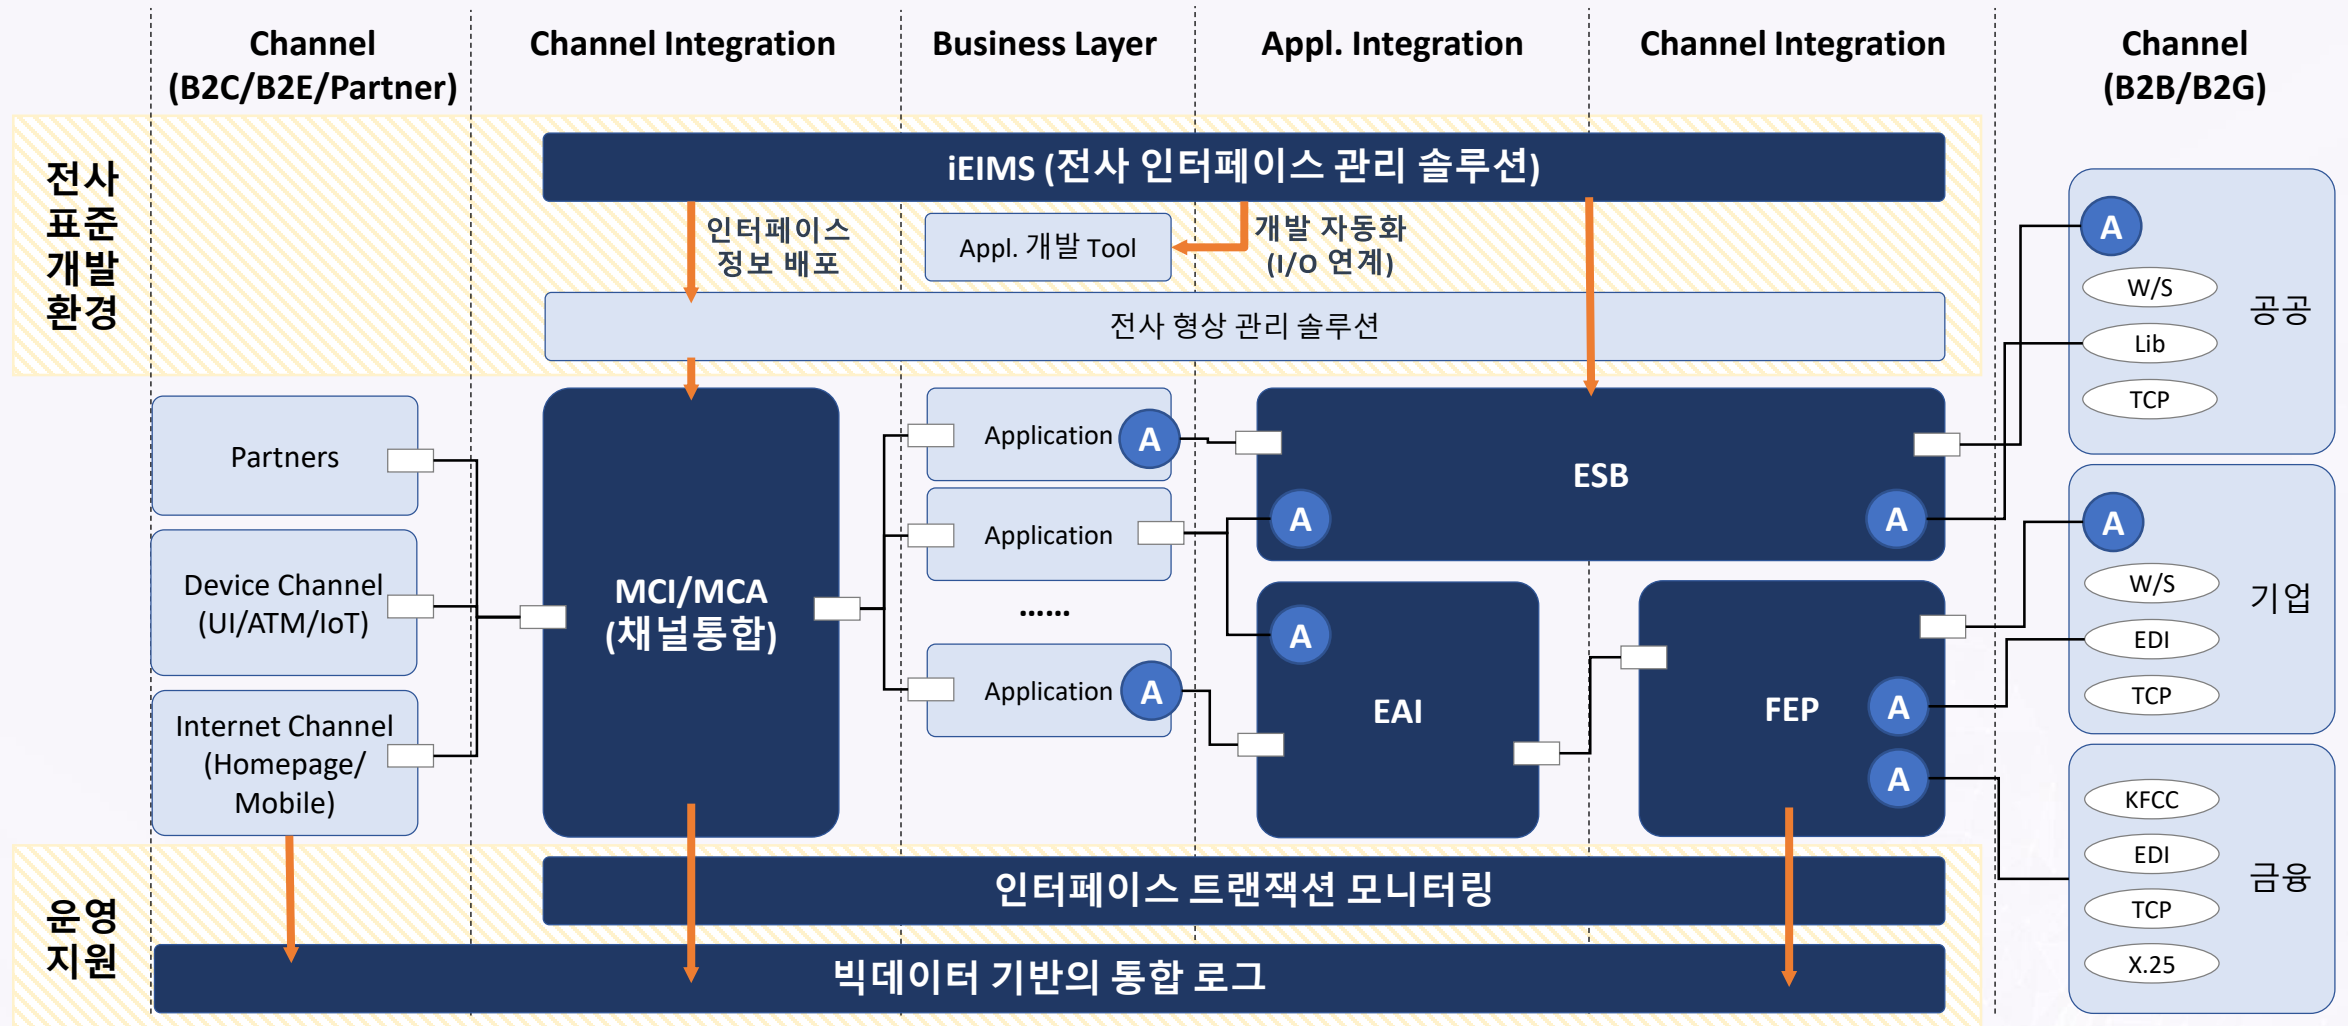 Channel
(B2C/B2E/Partner)
Channel Integration
Business Layer
Appl. Integration
Channel Integration
Channel
(B2B/B2G)
전사
표준
개발
환경
iEIMS (전사 인터페이스 관리 솔루션)
인터페이스
정보 배포
Appl. 개발 Tool
개발 자동화
(I/O 연계)
전사 형상 관리 솔루션
Partners
Device Channel
(UI/ATM/IoT)
Internet Channel
(Homepage/
Mobile)
MCI/MCA
(채널통합)
Application
A
Application
......
Application
A
ESB
A
A
A
EAI
FEP
A
A
A
W/S
Lib
TCP
공공
A
W/S
EDI
TCP
기업
KFCC
EDI
TCP
X.25
금융
운영
지원
인터페이스 트랜잭션 모니터링
빅데이터 기반의 통합 로그